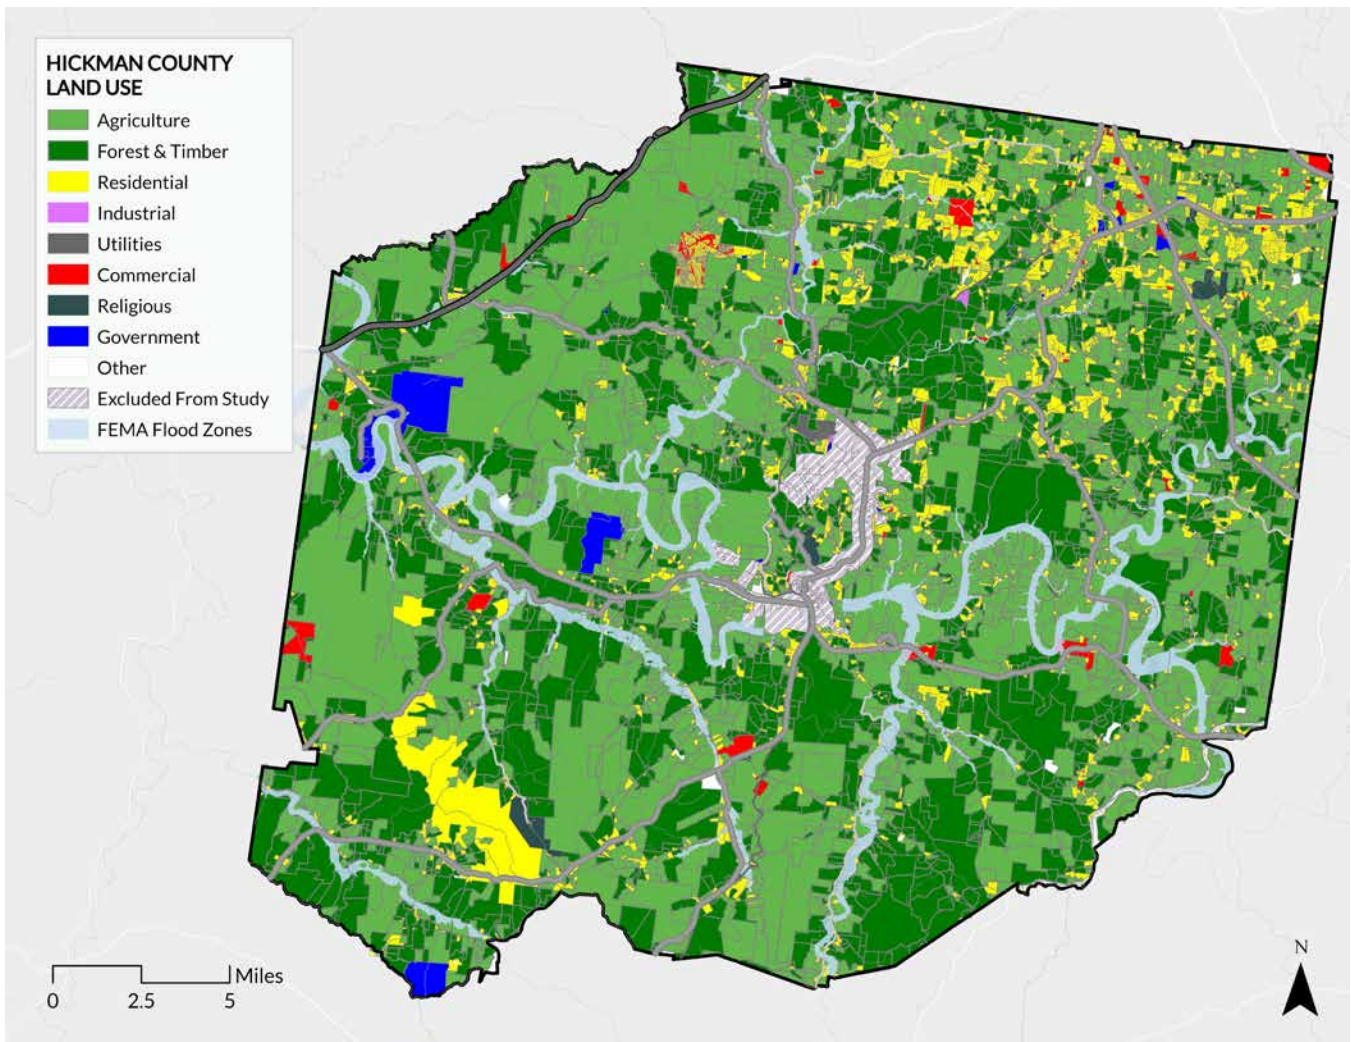 HICKMAN COUNTY
LAND USE
Agriculture
Forest & Timber
Residential
Industrial
Utilities
Commercial
Religious
Government
Other
Excluded From Study
FEMA Flood Zones
Miles
0 2.5 5
N